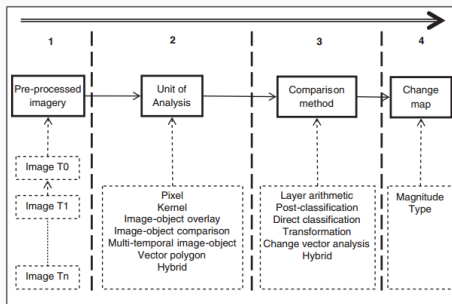 1
2
3
4
Pre-processed
imagery
Unit of
Analysis
Comparison
method
Change
map
Image T0
Image T1
Image Tn
Pixel
Kernel
Image-object overlay
Image-object comparison
Multi-temporal image-object
Vector polygon
Hybrid
Layer arithmetic
Post-classification
Direct classification
Transformation
Change vector analysis
Hybrid
Magnitude
Type